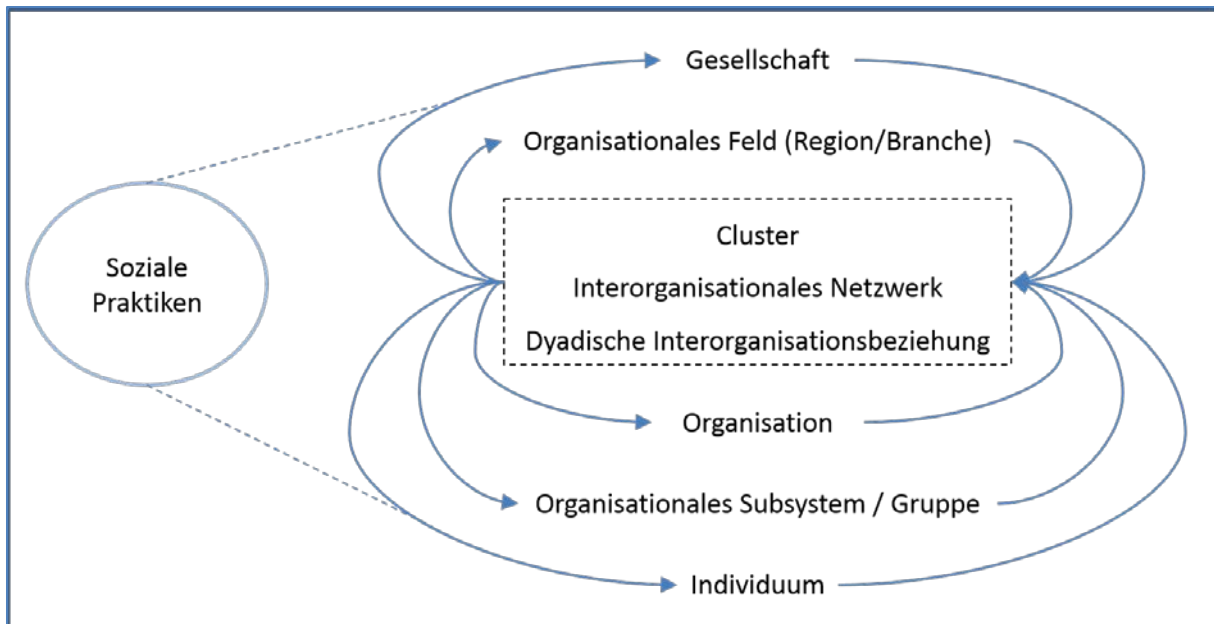 Gesellschaft
Organisationales Feld (Region/Branche)
Cluster
Soziale
Praktiken
Interorganisationales Netzwerk
Dyadische Interorganisationsbeziehung
Organisation
Organisationales Subsystem / Gruppe
Individuum